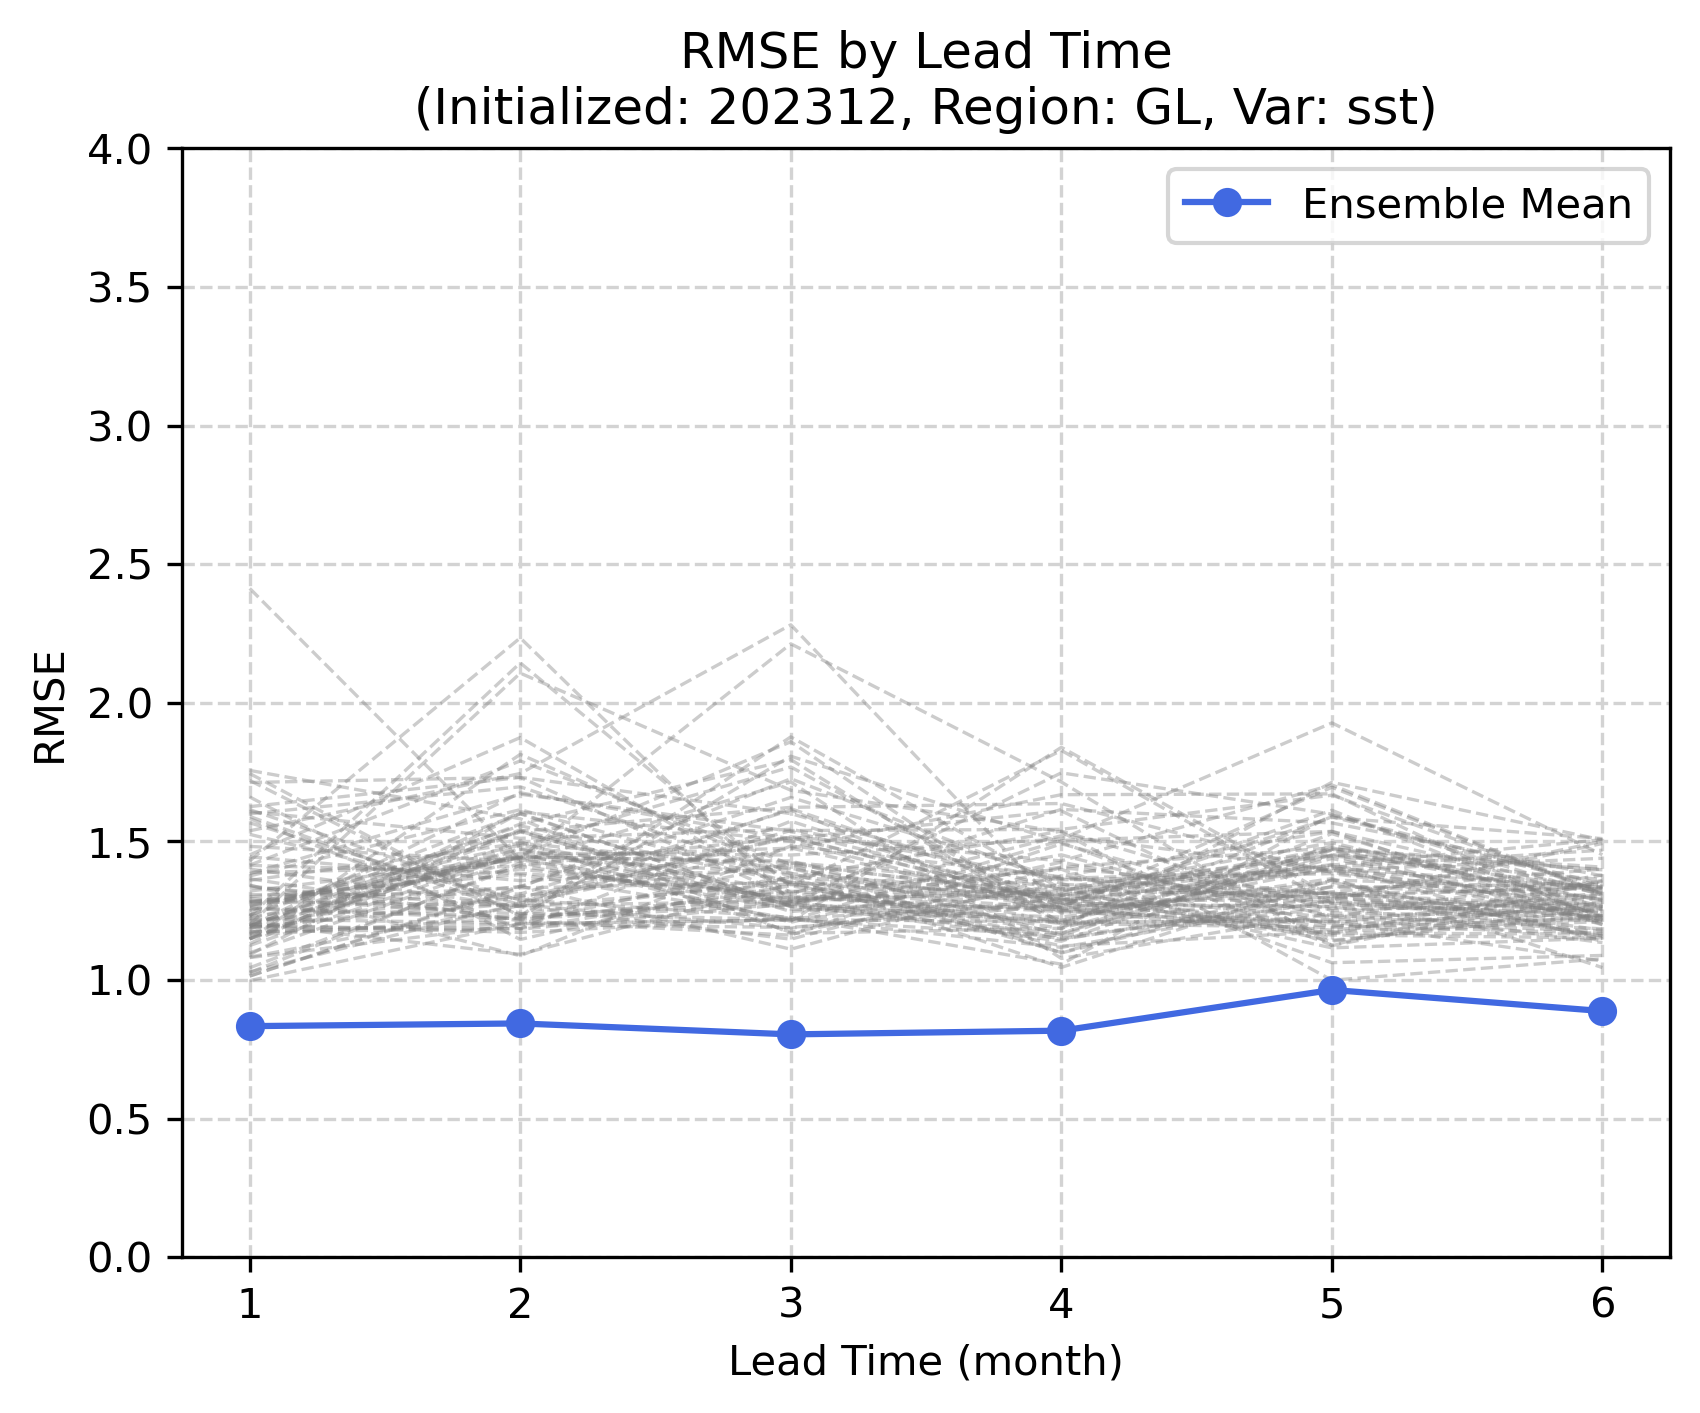 RMSE by Lead Time
(Initialized: 202312, Region: GL, Var: sst)
Ensemble Mean
RMSE
4.0
3.5
3.0
2.5
2.0
1.5
1.0
0.5
0.0
1 2 3 4 5 6
Lead Time (month)